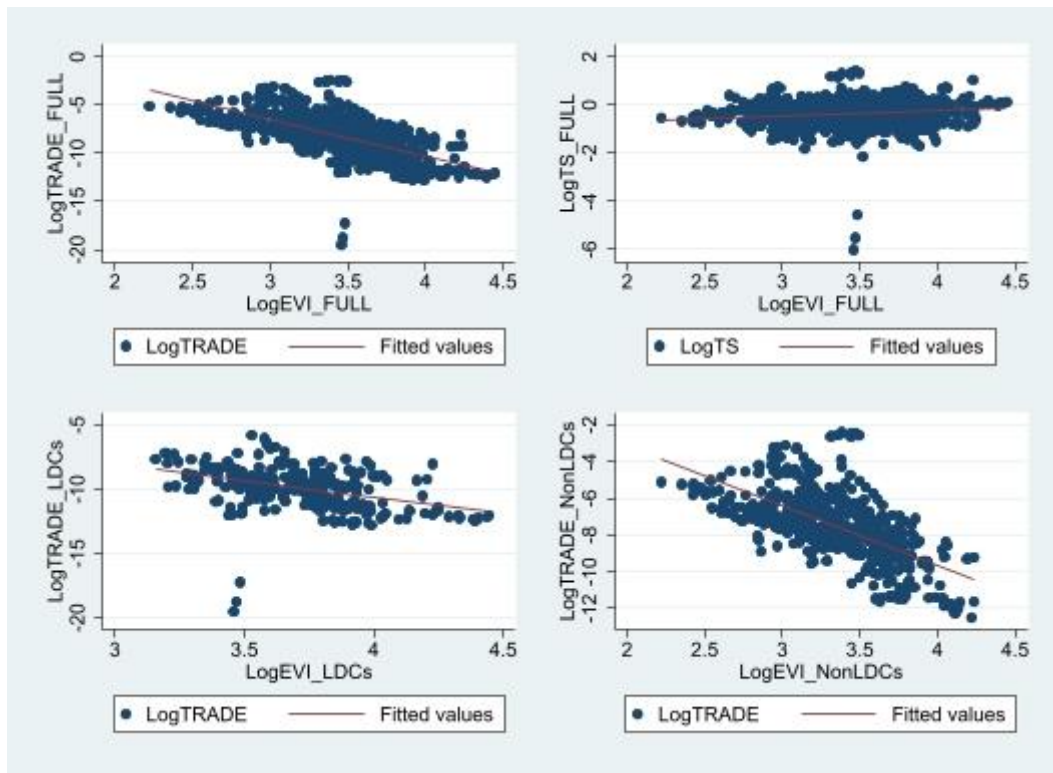 LogTRADE_FULL
0
-5
-10
-15
-20
2 2.5 3 3.5 4 4.5
LogEVI_FULL
LogTRADE Fitted values
LogTS_FULL
2
0
-2
-4
-6
2 2.5 3 3.5 4 4.5
LogEVI_FULL
LogTS Fitted values
LogTRADE_LDCs
-5
-10
-15
-20
3 3.5 4 4.5
LogEVI_LDCs
LogTRADE Fitted values
LogTRADE_NonLDCs
-2
-4
-6
-8
-10
-12
2 2.5 3 3.5 4 4.5
LogEVI_NonLDCs
LogTRADE Fitted values